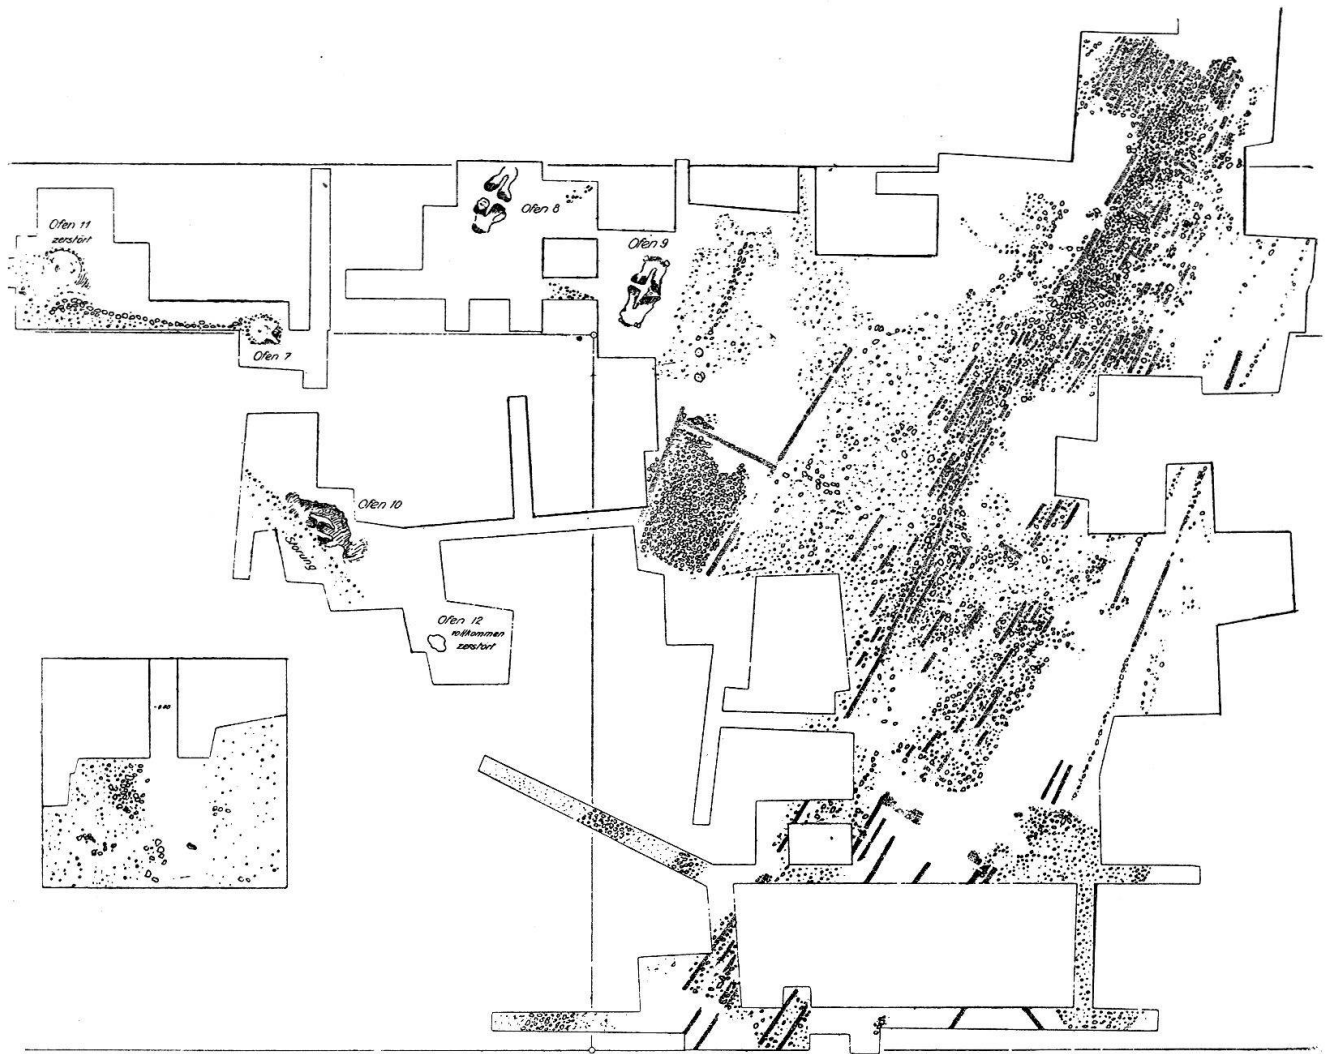 Ofen 11
zerstört
Ofen 8
Ofen 9
Ofen 7
Ofen 10
Störung
Ofen 12
vollkommen
zerstört